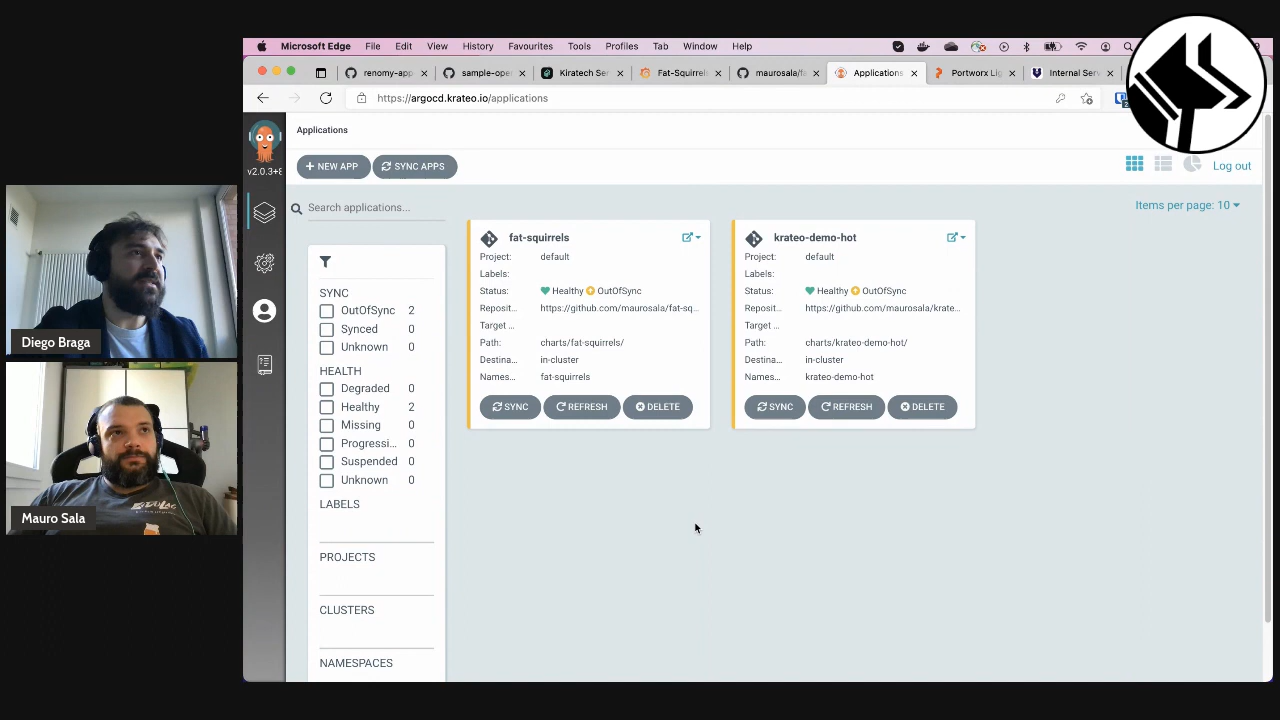 Microsoft Edge File Edit View History Favourites Tools Profiles Tab Window Help
renomy-app
sample-ope
Kiratech Ser
Fat-Squirrels
maurosala/fa
Applications
Portworx Lig
Internal Serv
https://argocd.krateo.io/applications
Applications
v2.0.3+8
+ NEW APP
SYNC APPS
Log out
Search applications...
Items per page: 10
SYNC
OutOfSync 2
Synced 0
Unknown 0
HEALTH
Degraded 0
Healthy 2
Missing 0
Progressi... 0
Suspended 0
Unknown 0
LABELS
PROJECTS
CLUSTERS
NAMESPACES
fat-squirrels
Project: default
Labels:
Status: Healthy OutOfSync
Reposit... https://github.com/maurosala/fat-sq...
Target ...
Path: charts/fat-squirrels/
Destina... in-cluster
Names... fat-squirrels
SYNC REFRESH DELETE
krateo-demo-hot
Project: default
Labels:
Status: Healthy OutOfSync
Reposit... https://github.com/maurosala/krate...
Target ...
Path: charts/krateo-demo-hot/
Destina... in-cluster
Names... krateo-demo-hot
SYNC REFRESH DELETE
Diego Braga
Mauro Sala